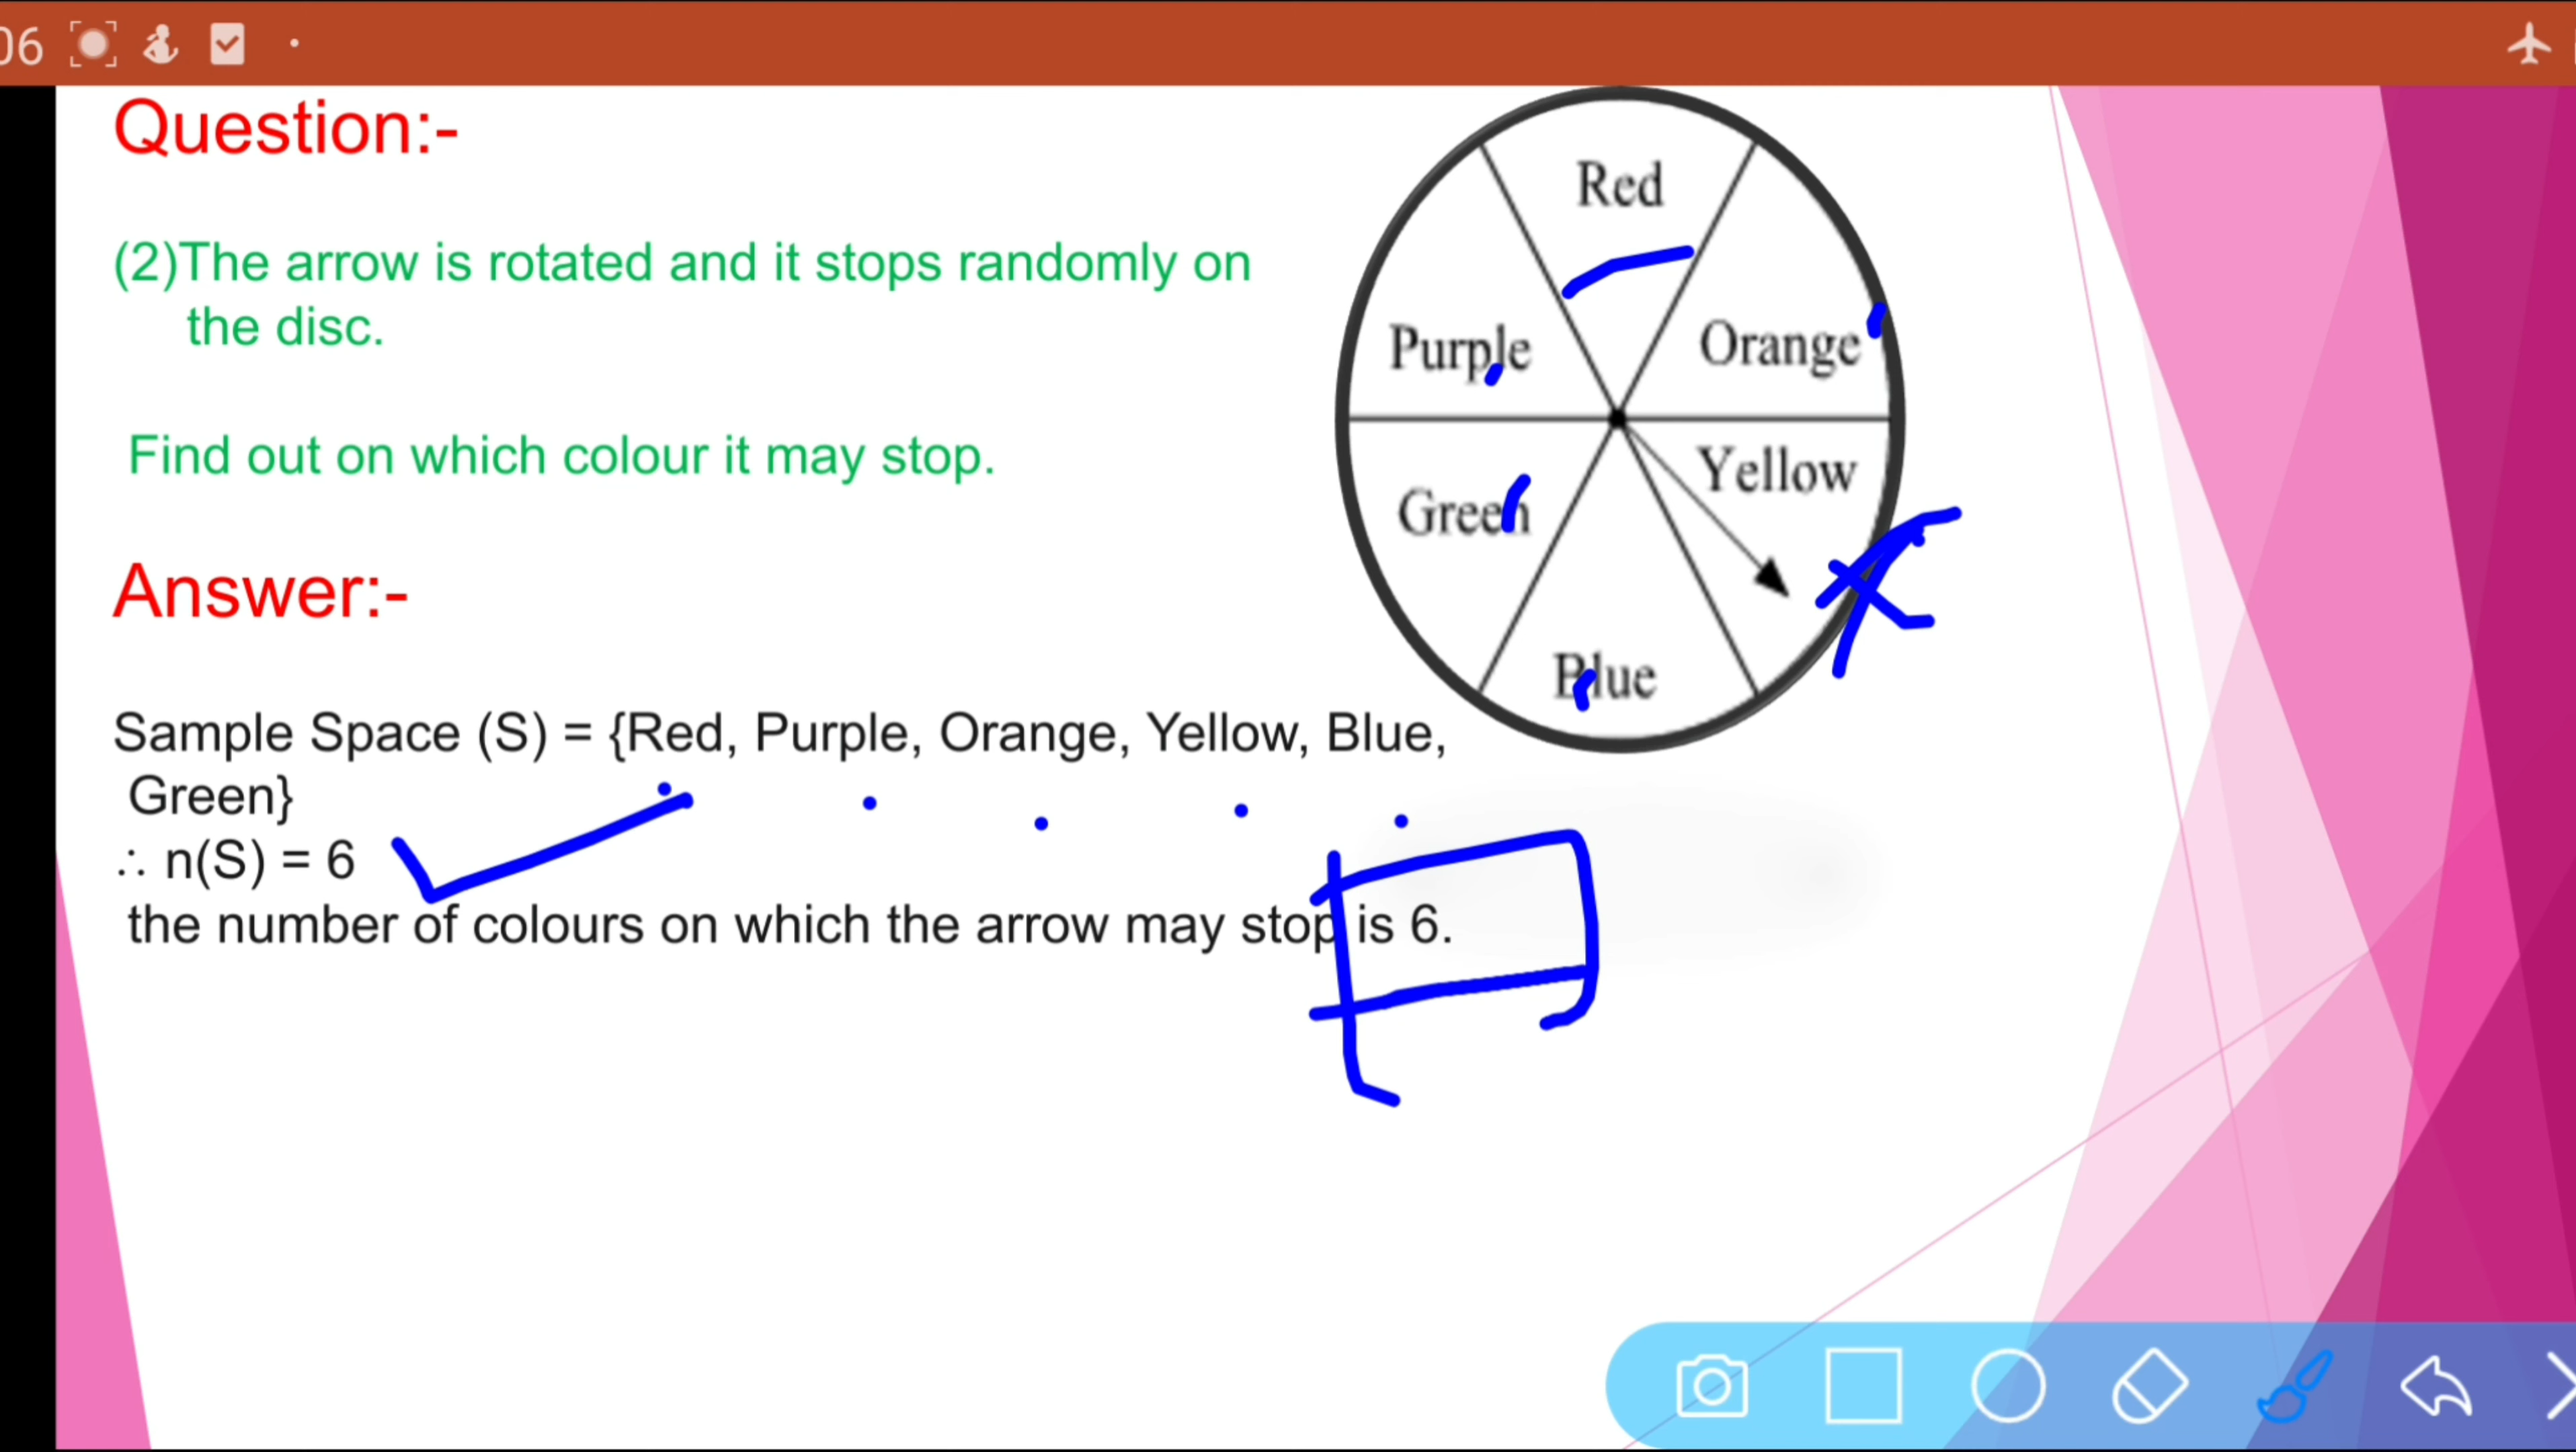 06
Question:-
(2)The arrow is rotated and it stops randomly on
the disc.
Find out on which colour it may stop.
Answer:-
Sample Space (S) = {Red, Purple, Orange, Yellow, Blue,
Green}
∴ n(S) = 6
the number of colours on which the arrow may stop is 6.
Red
Purple
Orange
Green
Yellow
Blue